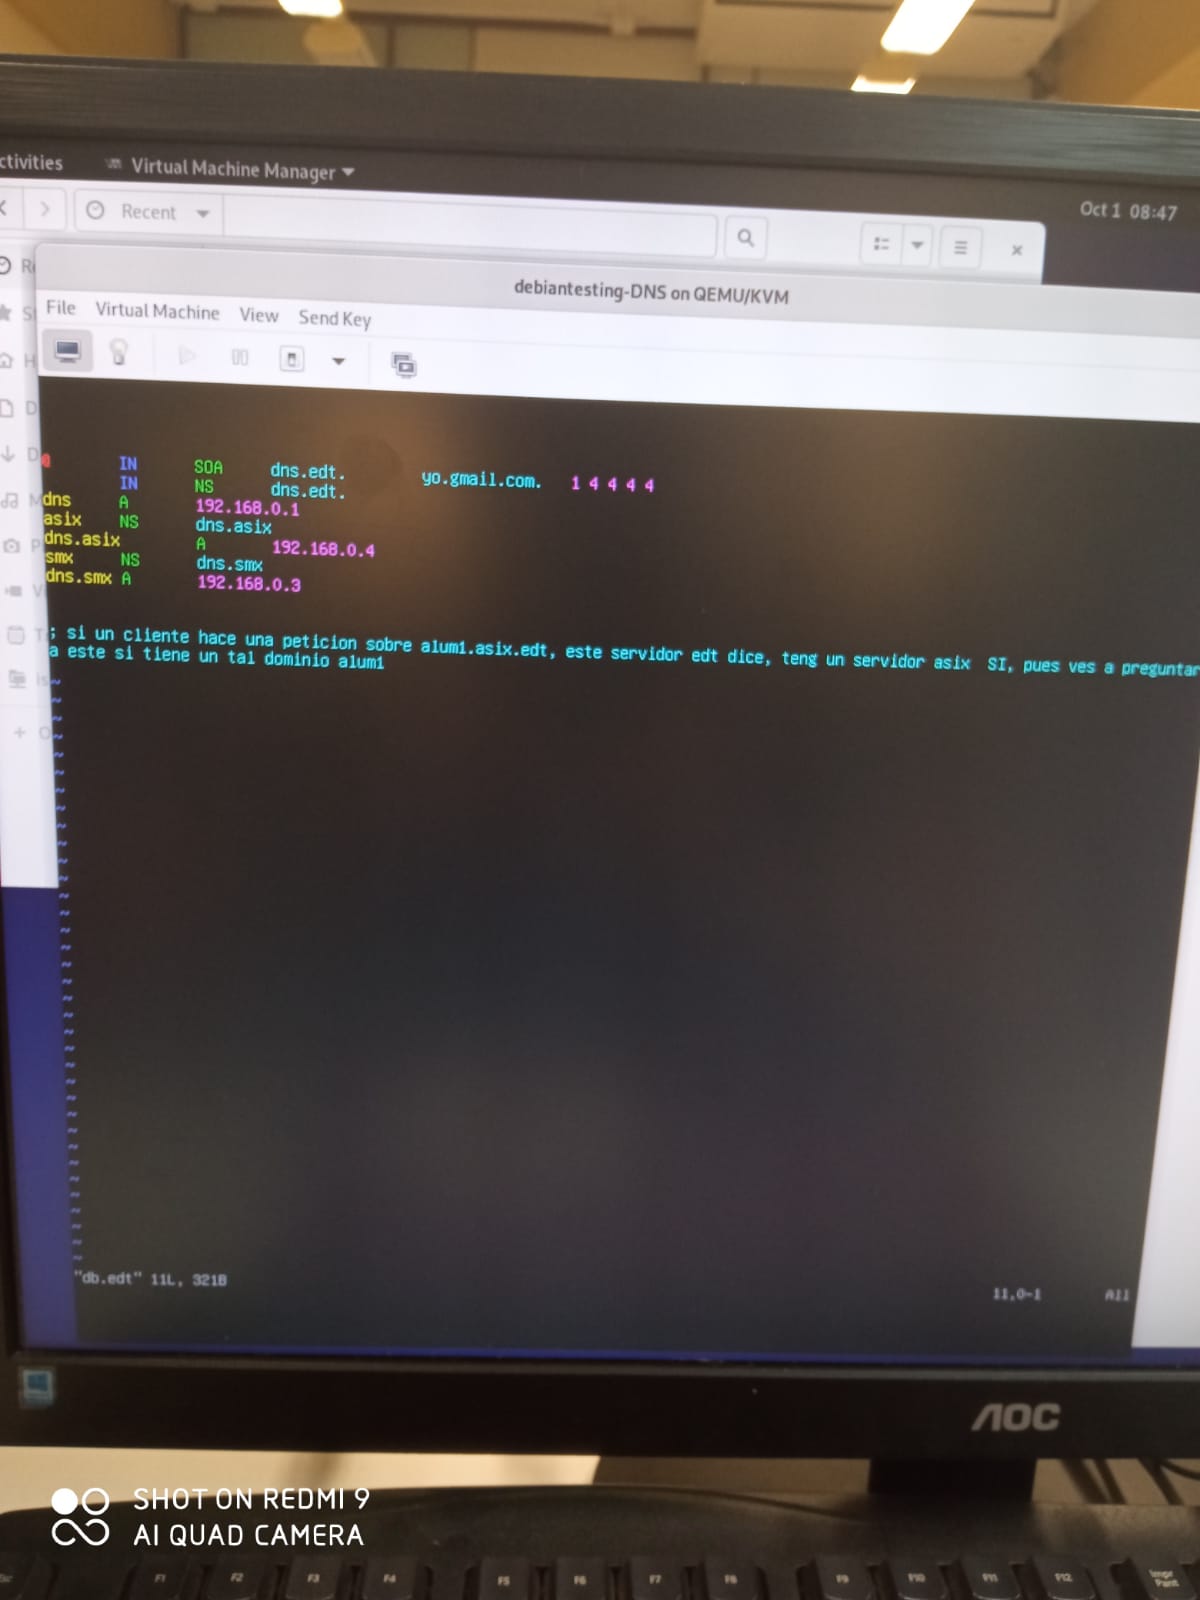 ctivities Virtual Machine Manager Oct 1 08:47
Recent
debiantesting-DNS on QEMU/KVM
File Virtual Machine View Send Key
IN SOA dns.edt. yo.gmail.com. 1 4 4 4 4
IN NS dns.edt.
dns A 192.168.0.1
asix NS dns.asix
dns.asix A 192.168.0.4
smx NS dns.smx
dns.smx A 192.168.0.3
; si un cliente hace una peticion sobre alum1.asix.edt, este servidor edt dice, teng un servidor asix SI, pues ves a preguntar
a este si tiene un tal dominio alum1
"db.edt" 11L, 321B 11,0-1 All
AOC
SHOT ON REDMI 9
AI QUAD CAMERA
F1 F2 F3 F4 F5 F6 F7 F8 F9 F10 F11 F12 Impr Pant